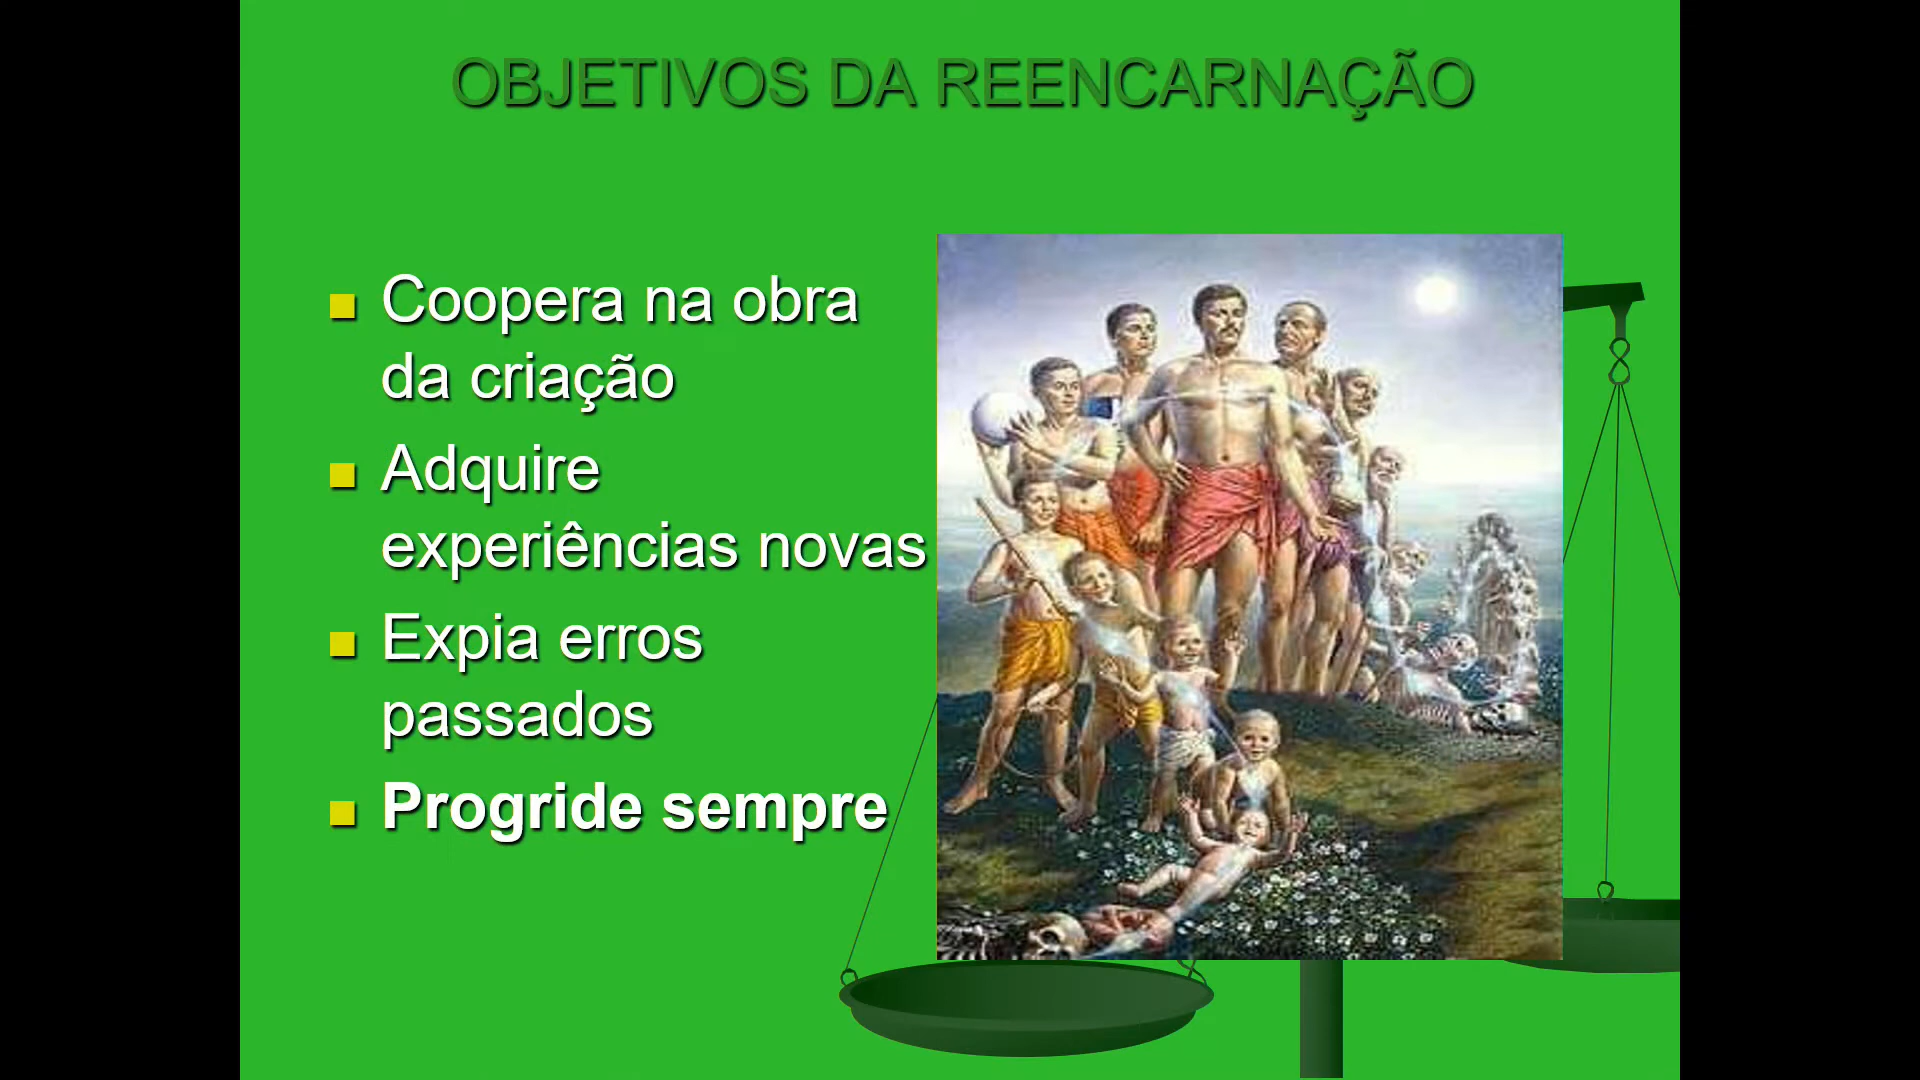 OBJETIVOS DA REENCARNAÇÃO
Coopera na obra
da criação
Adquire
experiências novas
Expia erros
passados
Progride sempre